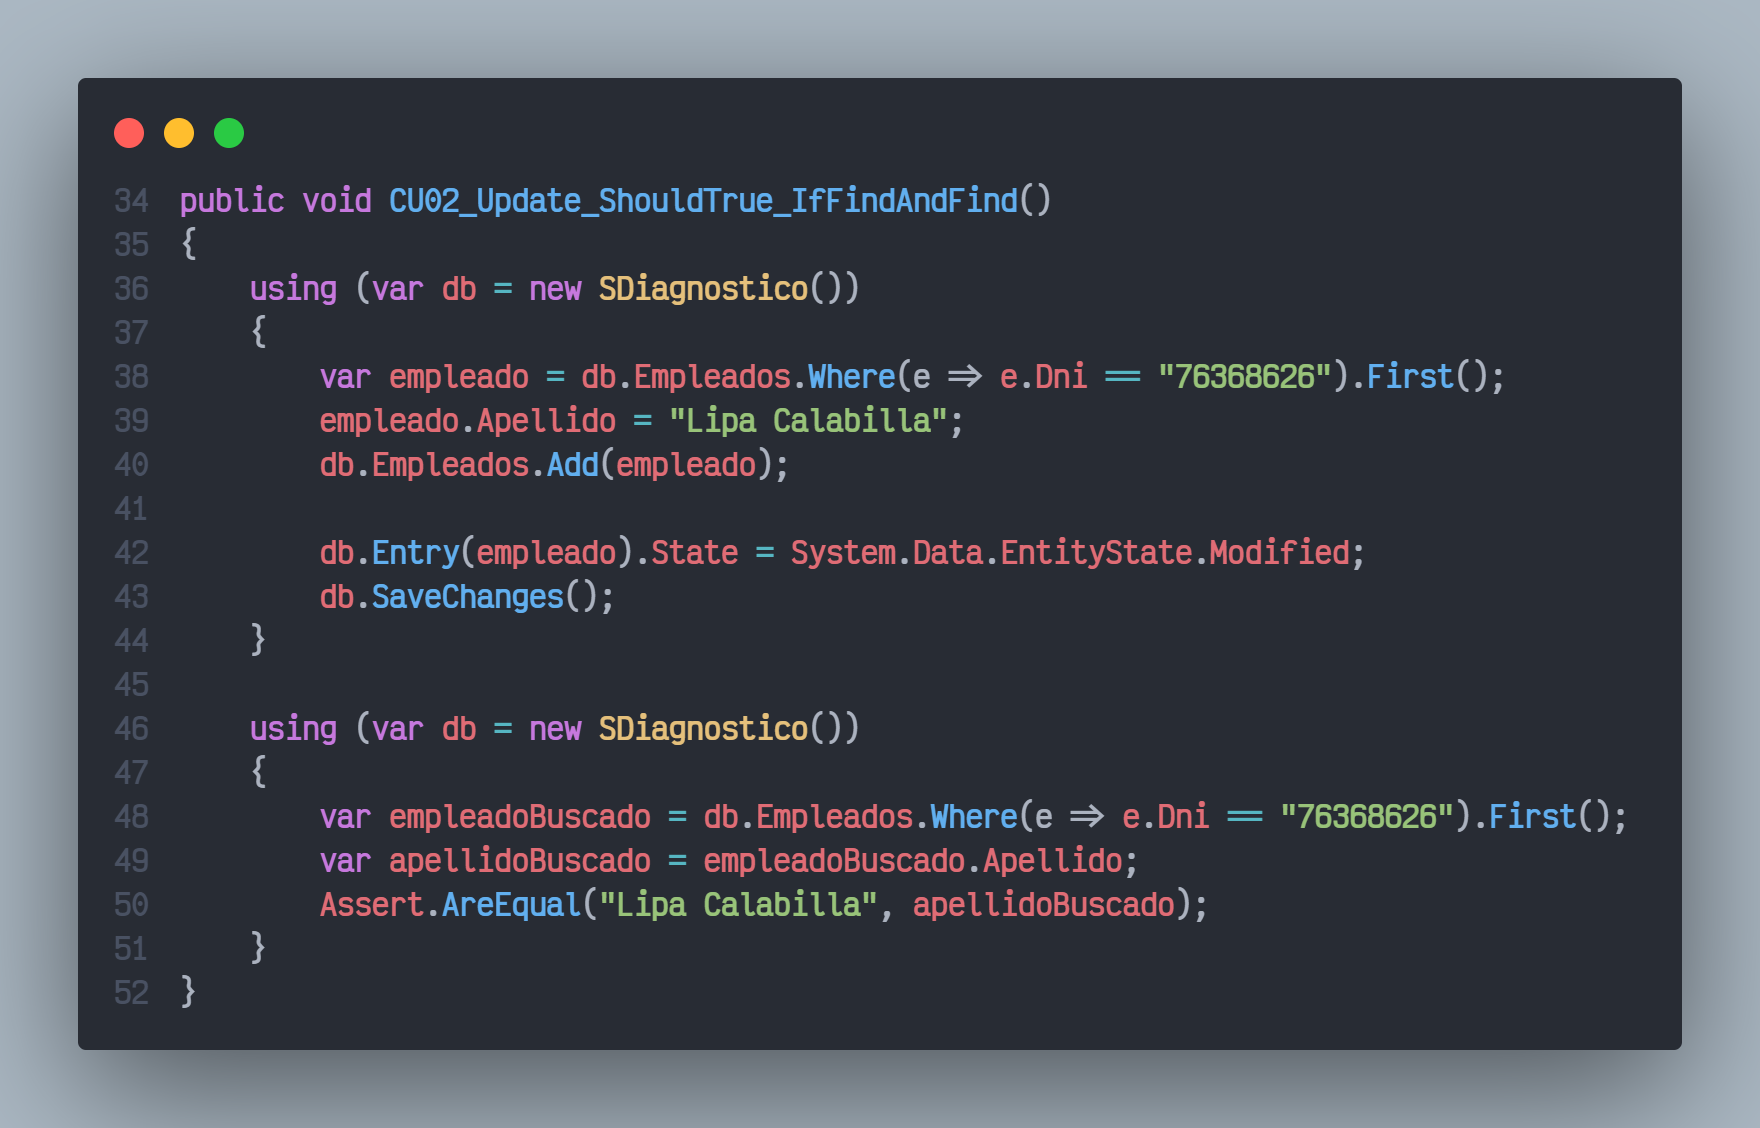 34 public void CU02_Update_ShouldTrue_IfFindAndFind()
35 {
36     using (var db = new SDiagnostico())
37     {
38         var empleado = db.Empleados.Where(e => e.Dni == "76368626").First();
39         empleado.Apellido = "Lipa Calabilla";
40         db.Empleados.Add(empleado);
41
42         db.Entry(empleado).State = System.Data.EntityState.Modified;
43         db.SaveChanges();
44     }
45
46     using (var db = new SDiagnostico())
47     {
48         var empleadoBuscado = db.Empleados.Where(e => e.Dni == "76368626").First();
49         var apellidoBuscado = empleadoBuscado.Apellido;
50         Assert.AreEqual("Lipa Calabilla", apellidoBuscado);
51     }
52 }